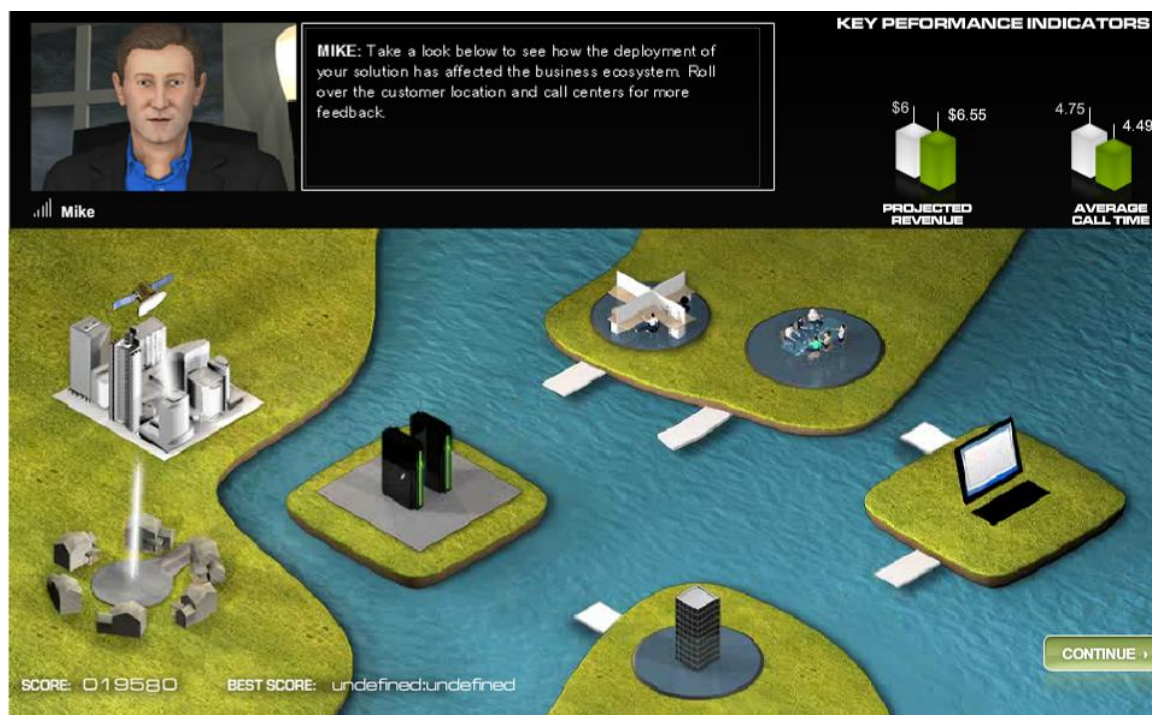 KEY PEFORMANCE INDICATORS
MIKE: Take a look below to see how the deployment of
your solution has affected the business ecosystem. Roll
over the customer location and call centers for more
feedback.
$6
$6.55
4.75
4.49
PROJECTED
REVENUE
AVERAGE
CALL TIME
Mike
CONTINUE ›
SCORE: 019580
BEST SCORE: undefined:undefined